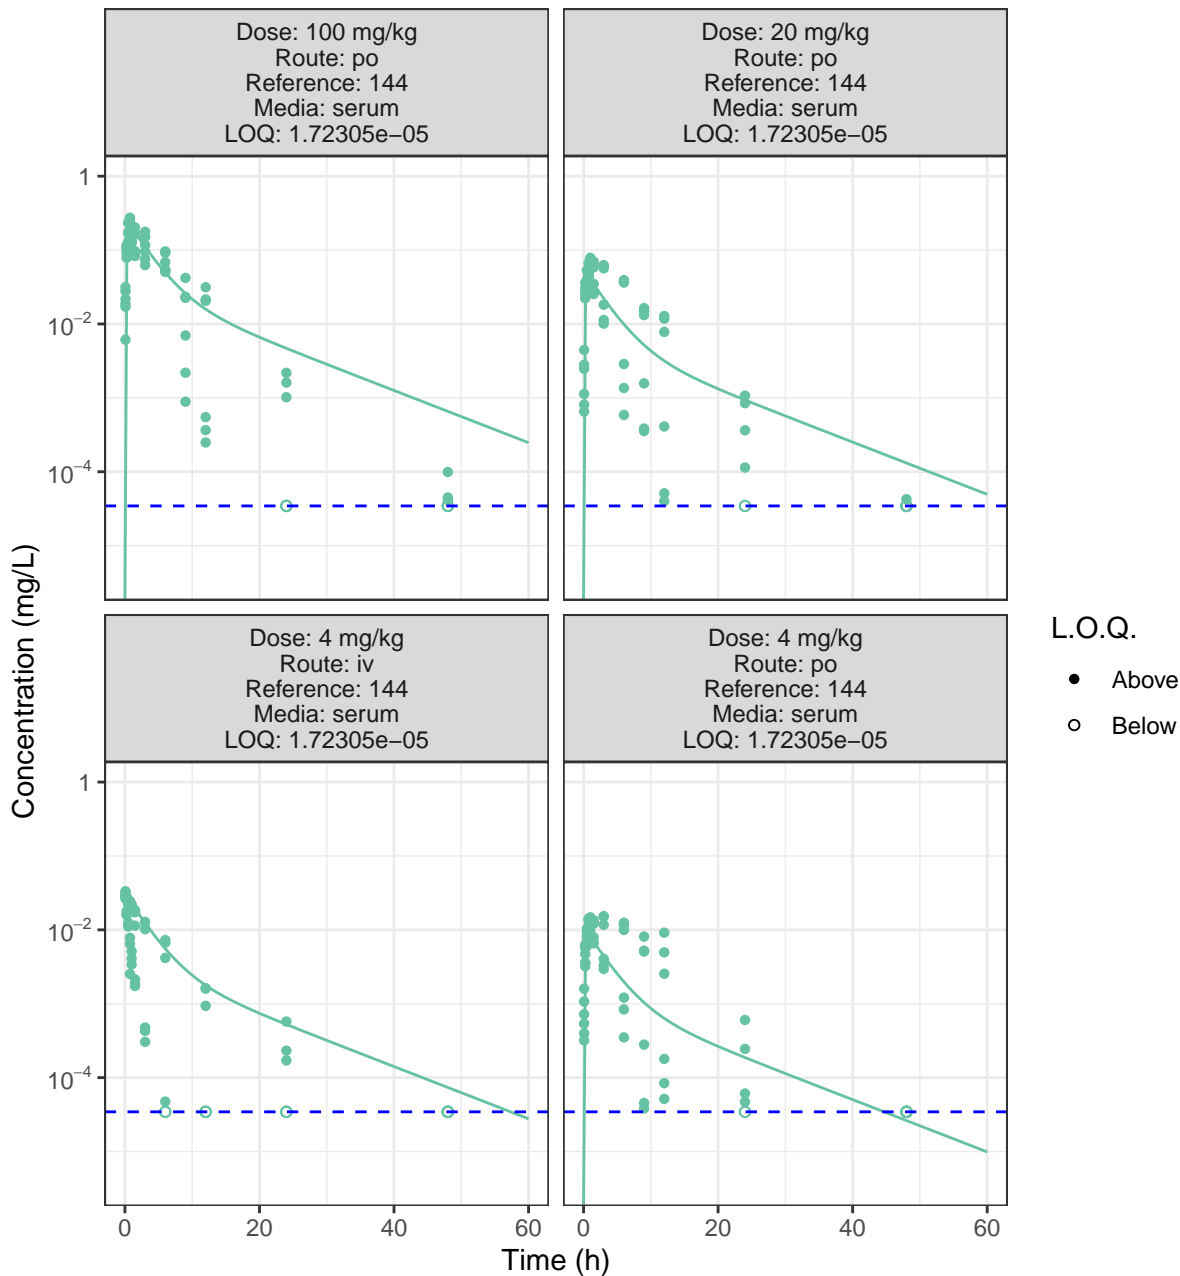 Dose: 100 mg/kg
Route: po
Reference: 144
Media: serum
LOQ: 1.72305e−05
Dose: 20 mg/kg
Route: po
Reference: 144
Media: serum
LOQ: 1.72305e−05
1
10−2
10−4
Dose: 4 mg/kg
Route: iv
Reference: 144
Media: serum
LOQ: 1.72305e−05
Dose: 4 mg/kg
Route: po
Reference: 144
Media: serum
LOQ: 1.72305e−05
1
10−2
10−4
0 20 40 60
0 20 40 60
Time (h)
Concentration (mg/L)
L.O.Q.
Above
Below